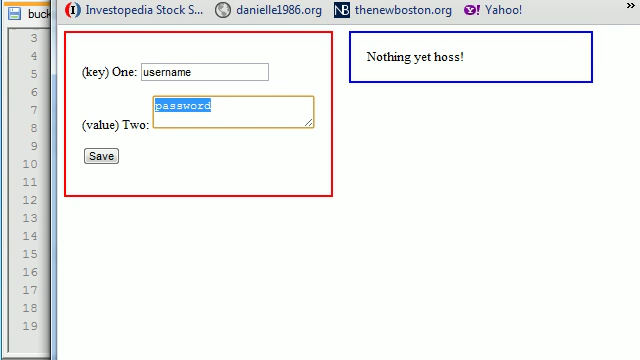 buck
Investopedia Stock S... danielle1986.org thenewboston.org Yahoo! »
3
4
5
6
7
8
9
10
11
12
13
14
15
16
17
18
19
(key) One: username
(value) Two: password
Save
Nothing yet hoss!